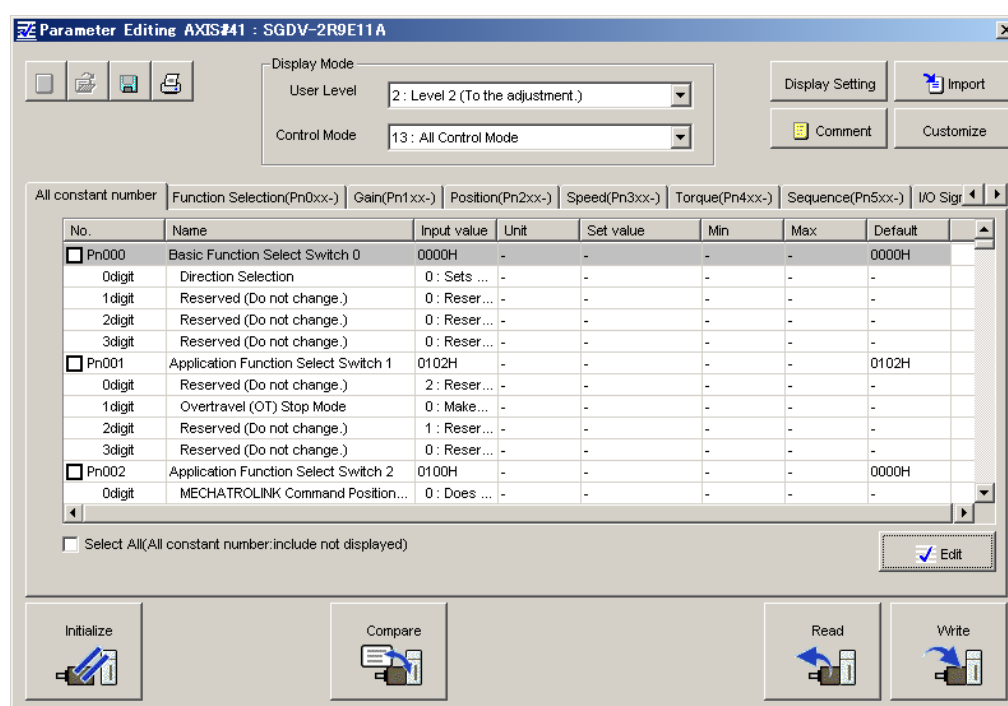 Parameter Editing AXIS#41 : SGDV-2R9E11A
Display Mode
User Level 2 : Level 2 (To the adjustment.)
Control Mode 13 : All Control Mode
Display Setting Import
Comment Customize
All constant number Function Selection(Pn0xx-) Gain(Pn1xx-) Position(Pn2xx-) Speed(Pn3xx-) Torque(Pn4xx-) Sequence(Pn5xx-) I/O Sigr
No. Name Input value Unit Set value Min Max Default
Pn000 Basic Function Select Switch 0 0000H - - - - 0000H
0digit Direction Selection 0 : Sets ... - - - - -
1digit Reserved (Do not change.) 0 : Reser... - - - - -
2digit Reserved (Do not change.) 0 : Reser... - - - - -
3digit Reserved (Do not change.) 0 : Reser... - - - - -
Pn001 Application Function Select Switch 1 0102H - - - - 0102H
0digit Reserved (Do not change.) 2 : Reser... - - - - -
1digit Overtravel (OT) Stop Mode 0 : Make... - - - - -
2digit Reserved (Do not change.) 1 : Reser... - - - - -
3digit Reserved (Do not change.) 0 : Reser... - - - - -
Pn002 Application Function Select Switch 2 0100H - - - - 0000H
0digit MECHATROLINK Command Position... 0 : Does ... - - - - -
Select All(All constant number:include not displayed)
Edit
Initialize Compare Read Write